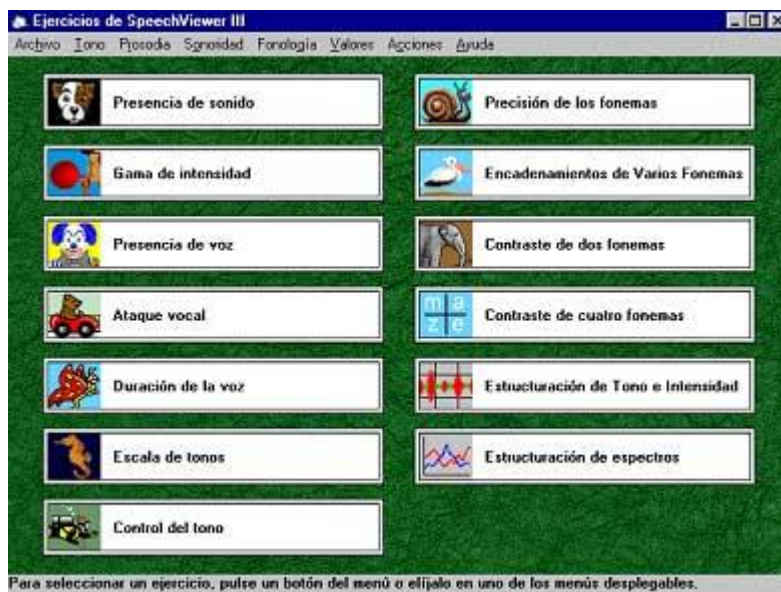 Ejercicios de SpeechViewer III
Archivo Tono Prosodia Sonoridad Fonología Valores Acciones Ayuda
Presencia de sonido
Gama de intensidad
Presencia de voz
Ataque vocal
Duración de la voz
Escala de tonos
Control del tono
Precisión de los fonemas
Encadenamientos de Varios Fonemas
Contraste de dos fonemas
m a
z e
Contraste de cuatro fonemas
Estructuración de Tono e Intensidad
Estructuración de espectros
Para seleccionar un ejercicio, pulse un botón del menú o elíjalo en uno de los menús desplegables.